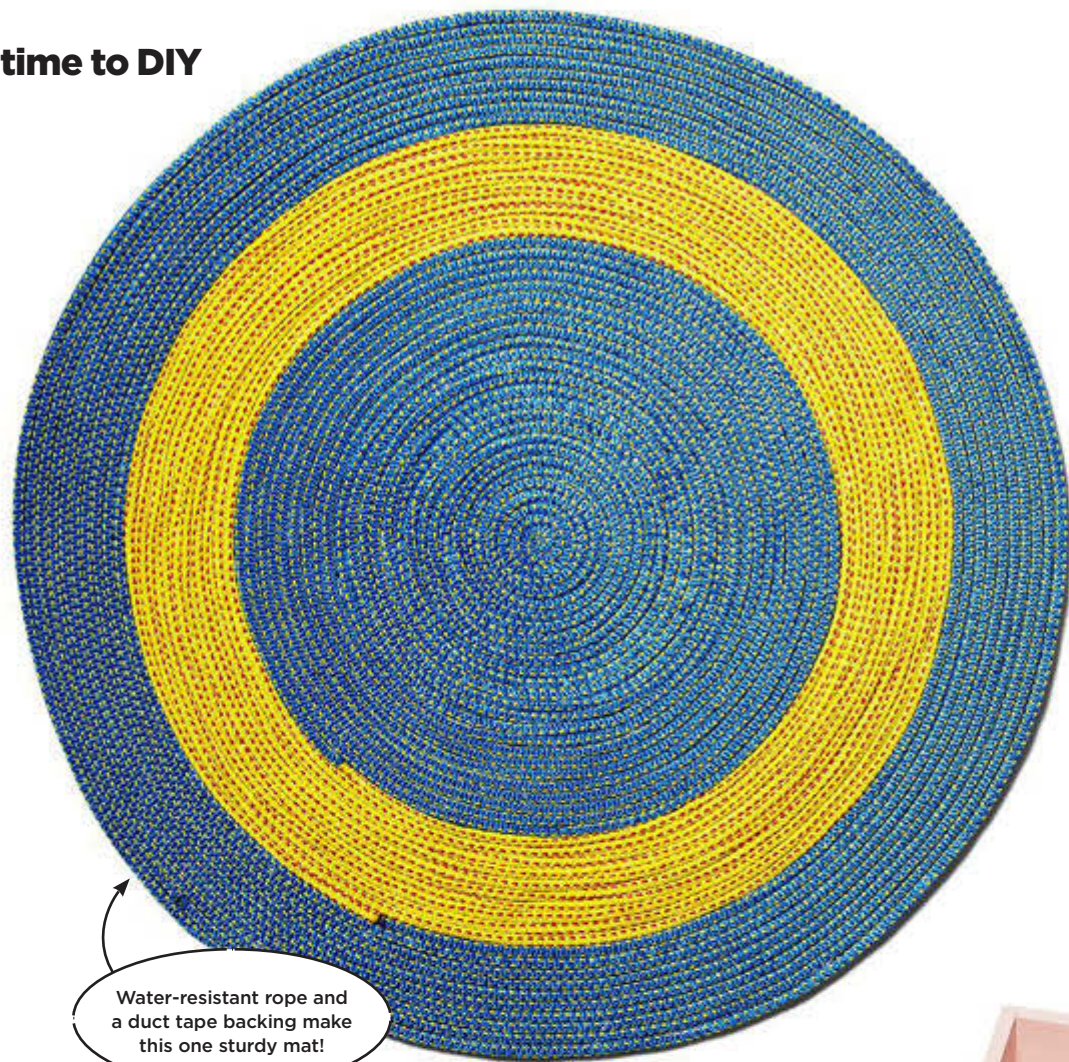 time to DIY
Water-resistant rope and
a duct tape backing make
this one sturdy mat!